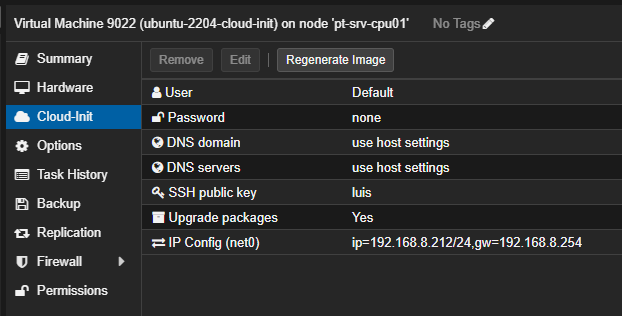 Virtual Machine 9022 (ubuntu-2204-cloud-init) on node 'pt-srv-cpu01' No Tags
Summary
Hardware
Cloud-Init
Options
Task History
Backup
Replication
Firewall
Permissions
Remove Edit Regenerate Image
User Default
Password none
DNS domain use host settings
DNS servers use host settings
SSH public key luis
Upgrade packages Yes
IP Config (net0) ip=192.168.8.212/24,gw=192.168.8.254